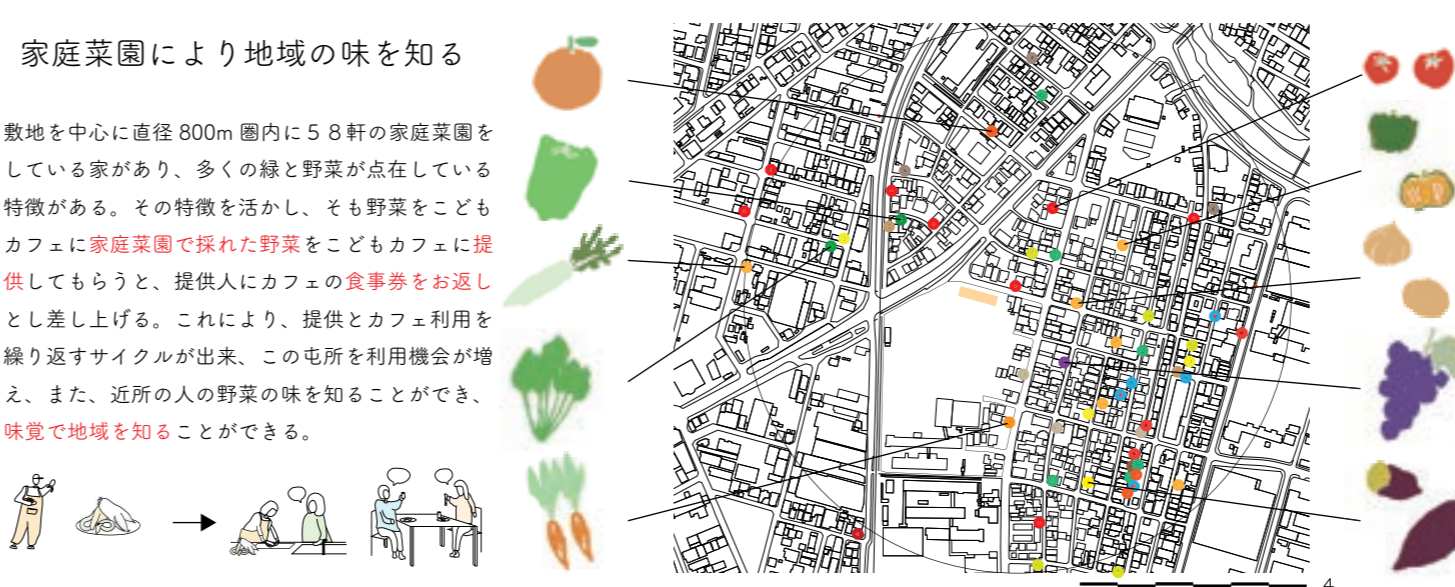 家庭菜園により地域の味を知る
敷地を中心に直径 800m 圏内に５８軒の家庭菜園を
している家があり、多くの緑と野菜が点在している
特徴がある。その特徴を活かし、そも野菜をこども
カフェに家庭菜園で採れた野菜をこどもカフェに提
供してもらうと、提供人にカフェの食事券をお返し
とし差し上げる。これにより、提供とカフェ利用を
繰り返すサイクルが出来、この屯所を利用機会が増
え、また、近所の人の野菜の味を知ることができ、
味覚で地域を知ることができる。